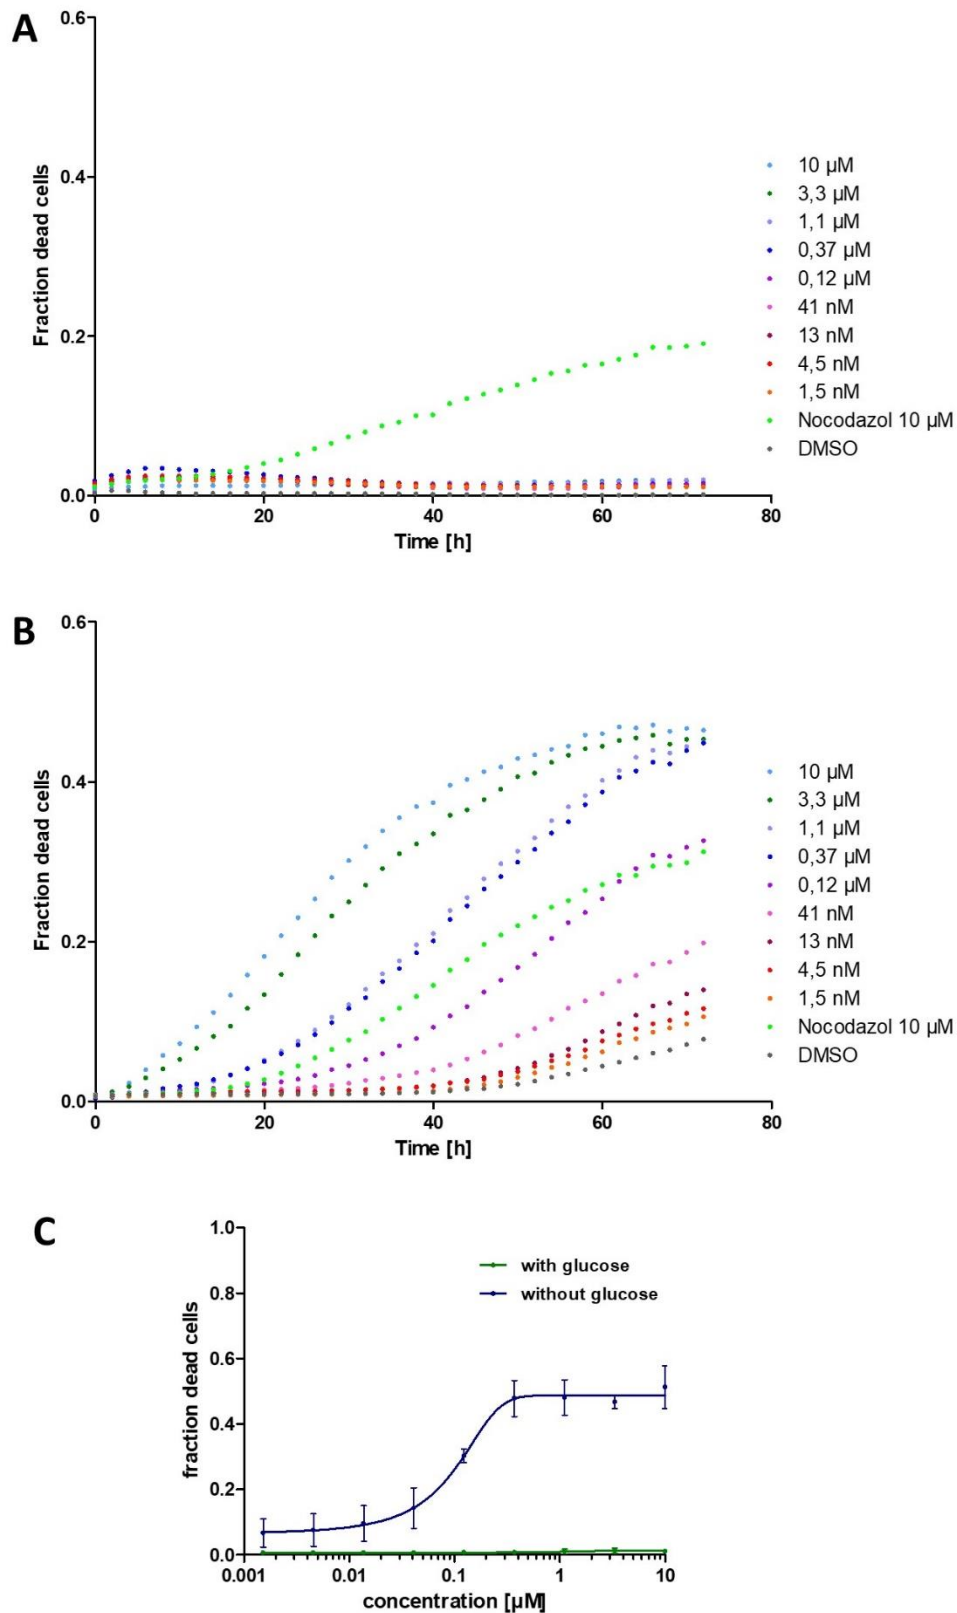 A
0.6
0.4
0.2
0.0
Fraction dead cells
0
20
40
60
80
Time [h]
10 µM
3,3 µM
1,1 µM
0,37 µM
0,12 µM
41 nM
13 nM
4,5 nM
1,5 nM
Nocodazol 10 µM
DMSO
B
0.6
0.4
0.2
0.0
Fraction dead cells
0
20
40
60
80
Time [h]
10 µM
3,3 µM
1,1 µM
0,37 µM
0,12 µM
41 nM
13 nM
4,5 nM
1,5 nM
Nocodazol 10 µM
DMSO
C
1.0
0.8
0.6
0.4
0.2
0.0
fraction dead cells
with glucose
without glucose
0.001
0.01
0.1
1
10
concentration [µM]